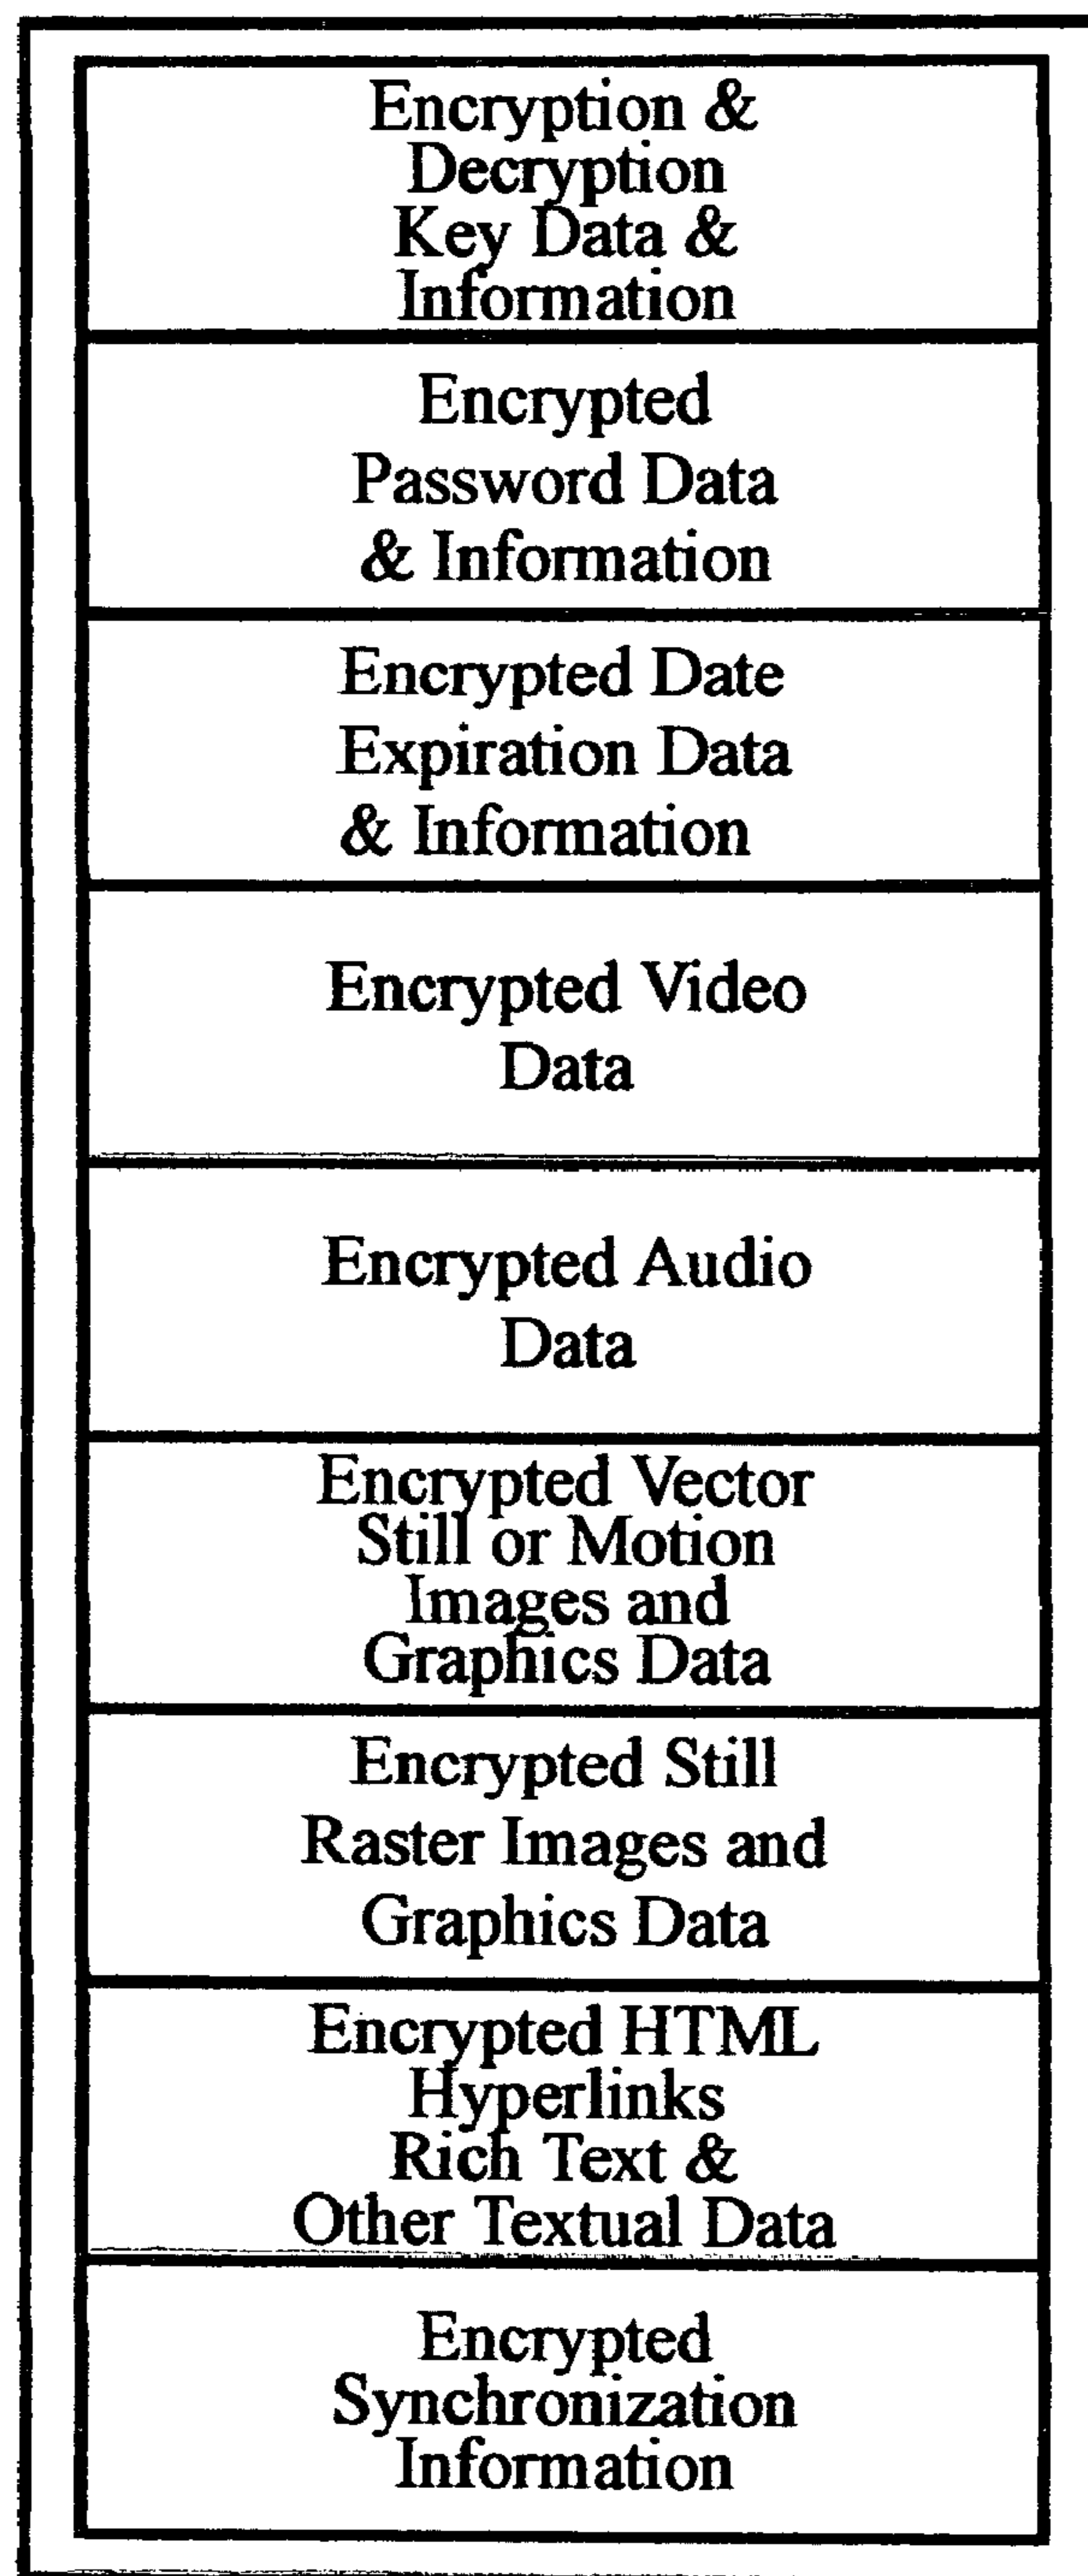 Encryption &
Decryption
Key Data &
Information
Encrypted
Password Data
& Information
Encrypted Date
Expiration Data
& Information
Encrypted Video
Data
Encrypted Audio
Data
Encrypted Vector
Still or Motion
Images and
Graphics Data
Encrypted Still
Raster Images and
Graphics Data
Encrypted HTML
Hyperlinks
Rich Text &
Other Textual Data
Encrypted
Synchronization
Information